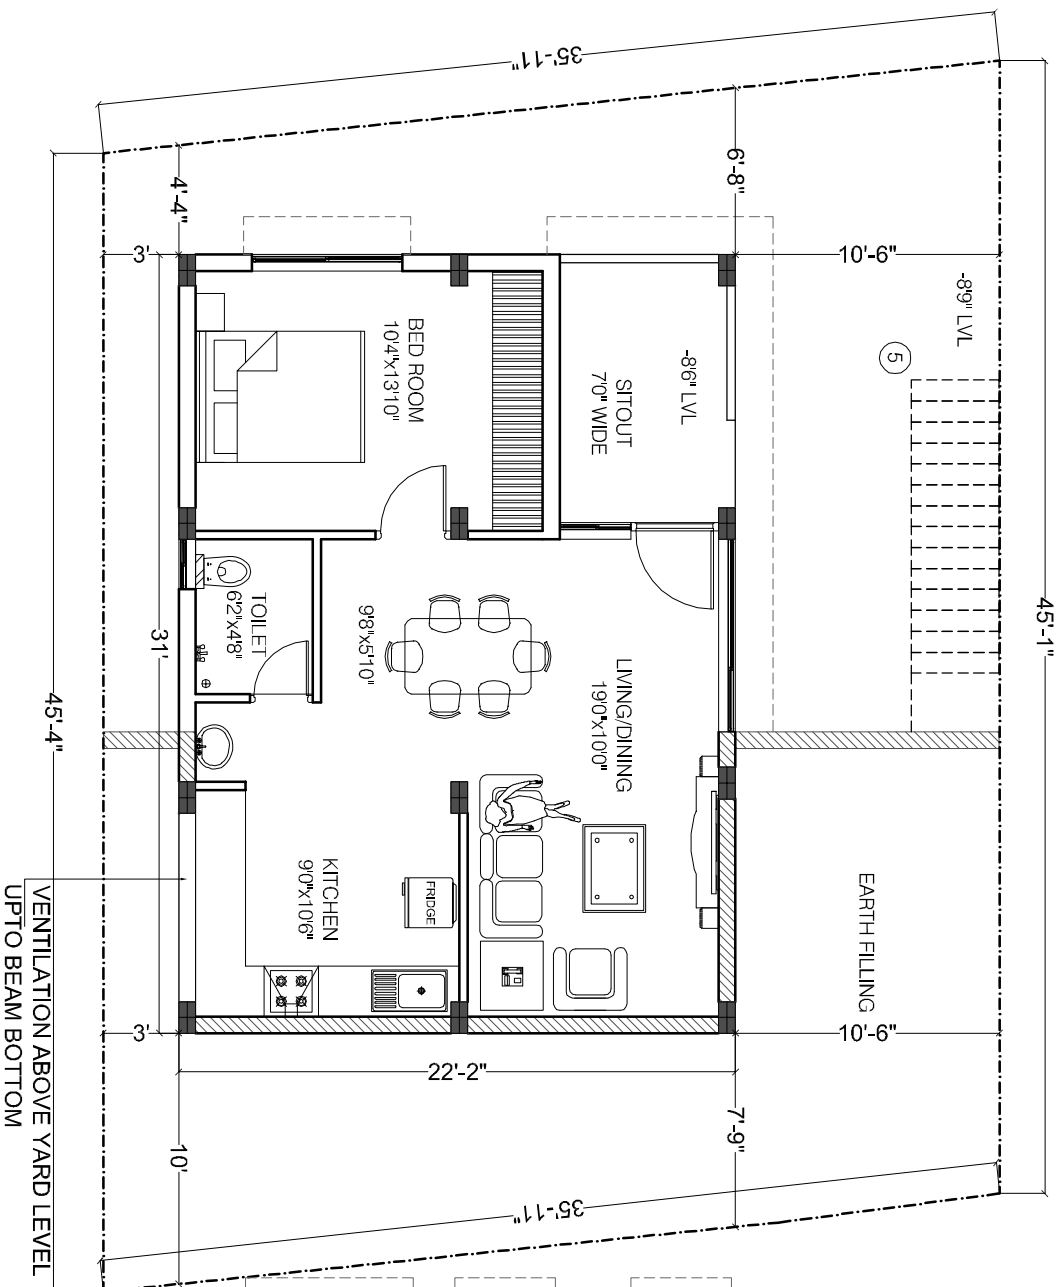 35'-11"
45'-1"
6'-8"
4'-4"
3'
10'-6"
-8'9" LVL
5
-8'6" LVL
SITOUT
7'0" WIDE
BED ROOM
10'4"x13'10"
TOILET
6'2"x4'8"
9'8"x5'10"
LIVING/DINING
19'0"x10'0"
31'
45'-4"
KITCHEN
9'0"x10'6"
FRIDGE
EARTH FILLING
3'
10'-6"
22'-2"
7'-9"
10'
35'-11"
VENTILATION ABOVE YARD LEVEL
UPTO BEAM BOTTOM